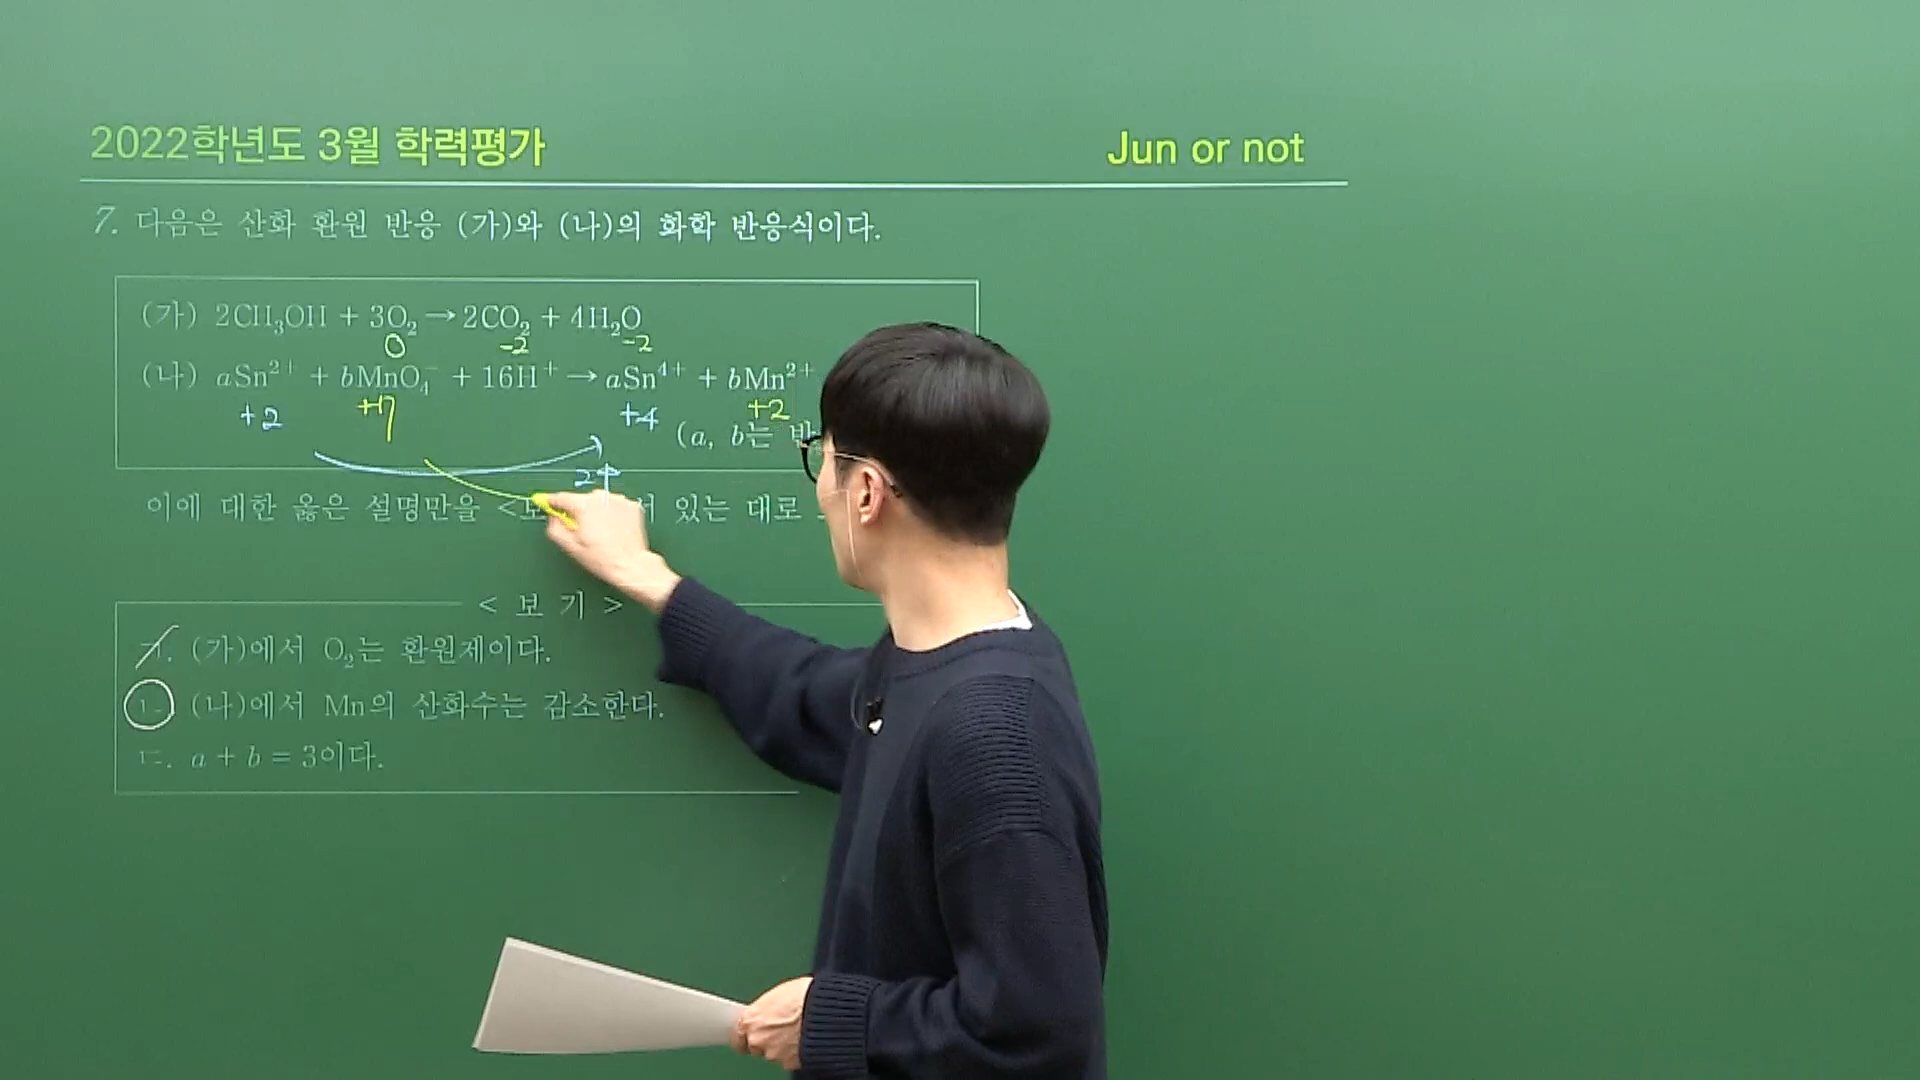 2022학년도 3월 학력평가
Jun or not
7. 다음은 산화 환원 반응 (가)와 (나)의 화학 반응식이다.
(가) 2CH₃OH + 3O₂ → 2CO₂ + 4H₂O
0 -2 -2
(나) aSn²⁺ + bMnO₄⁻ + 16H⁺ → aSn⁴⁺ + bMn²⁺
+2 +7 +4 +2
(a, b는
2↑
이에 대한 옳은 설명만을 있는 대로
< 보 기 >
ㄱ. (가)에서 O₂는 환원제이다.
ㄴ. (나)에서 Mn의 산화수는 감소한다.
ㄷ. a + b = 3이다.